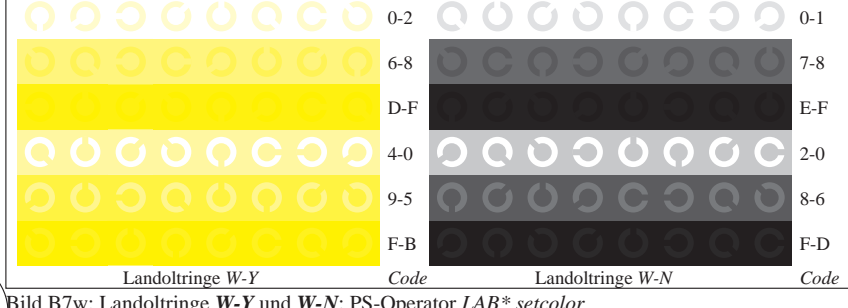 0-2 0-1
6-8 7-8
D-F E-F
4-0 2-0
9-5 8-6
F-B F-D
Landoltringe W-Y Code Landoltringe W-N Code
Bild B7w: Landoltringe W-Y und W-N; PS-Operator LAB* setcolor